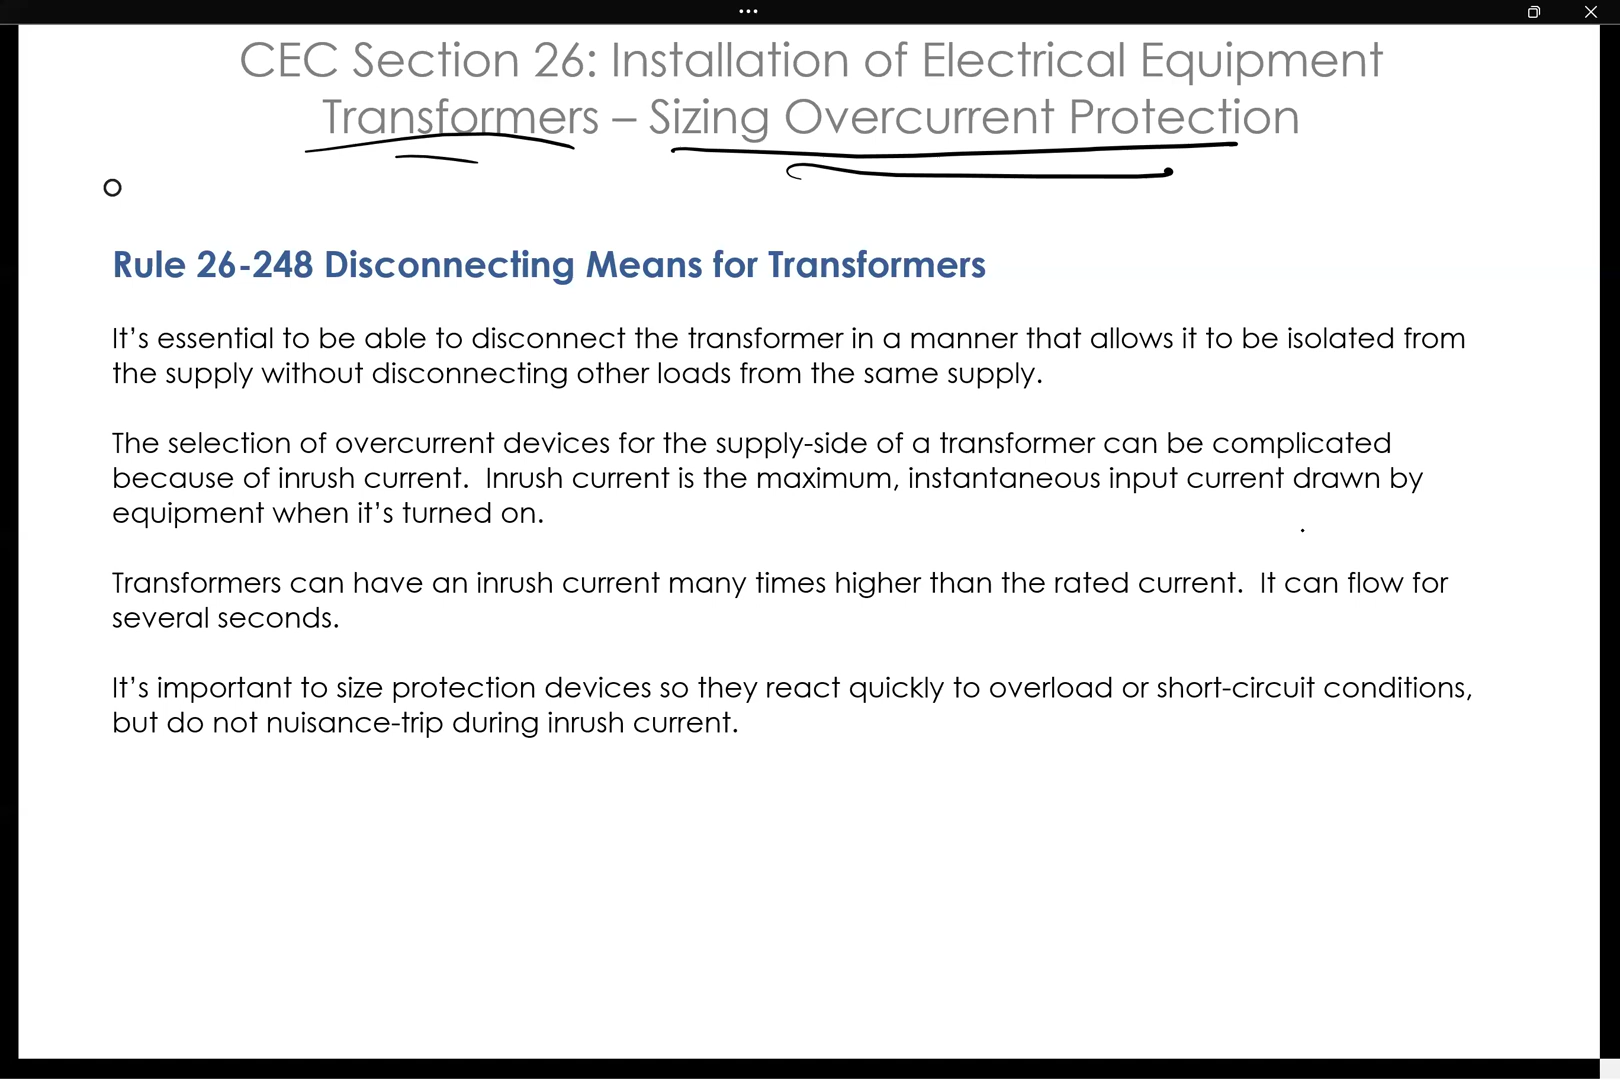 CEC Section 26: Installation of Electrical Equipment
Transformers – Sizing Overcurrent Protection
Rule 26-248 Disconnecting Means for Transformers
It’s essential to be able to disconnect the transformer in a manner that allows it to be isolated from
the supply without disconnecting other loads from the same supply.
The selection of overcurrent devices for the supply-side of a transformer can be complicated
because of inrush current.  Inrush current is the maximum, instantaneous input current drawn by
equipment when it’s turned on.
Transformers can have an inrush current many times higher than the rated current.  It can flow for
several seconds.
It’s important to size protection devices so they react quickly to overload or short-circuit conditions,
but do not nuisance-trip during inrush current.